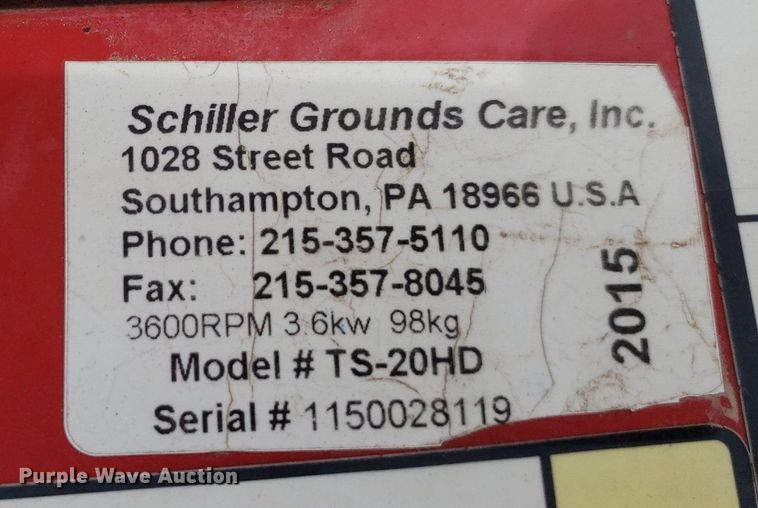 Schiller Grounds Care, Inc.
1028 Street Road
Southampton, PA 18966 U.S.A
Phone: 215-357-5110
Fax: 215-357-8045
3600RPM 3.6kw 98kg
Model # TS-20HD
Serial # 1150028119
2015
Purple Wave Auction